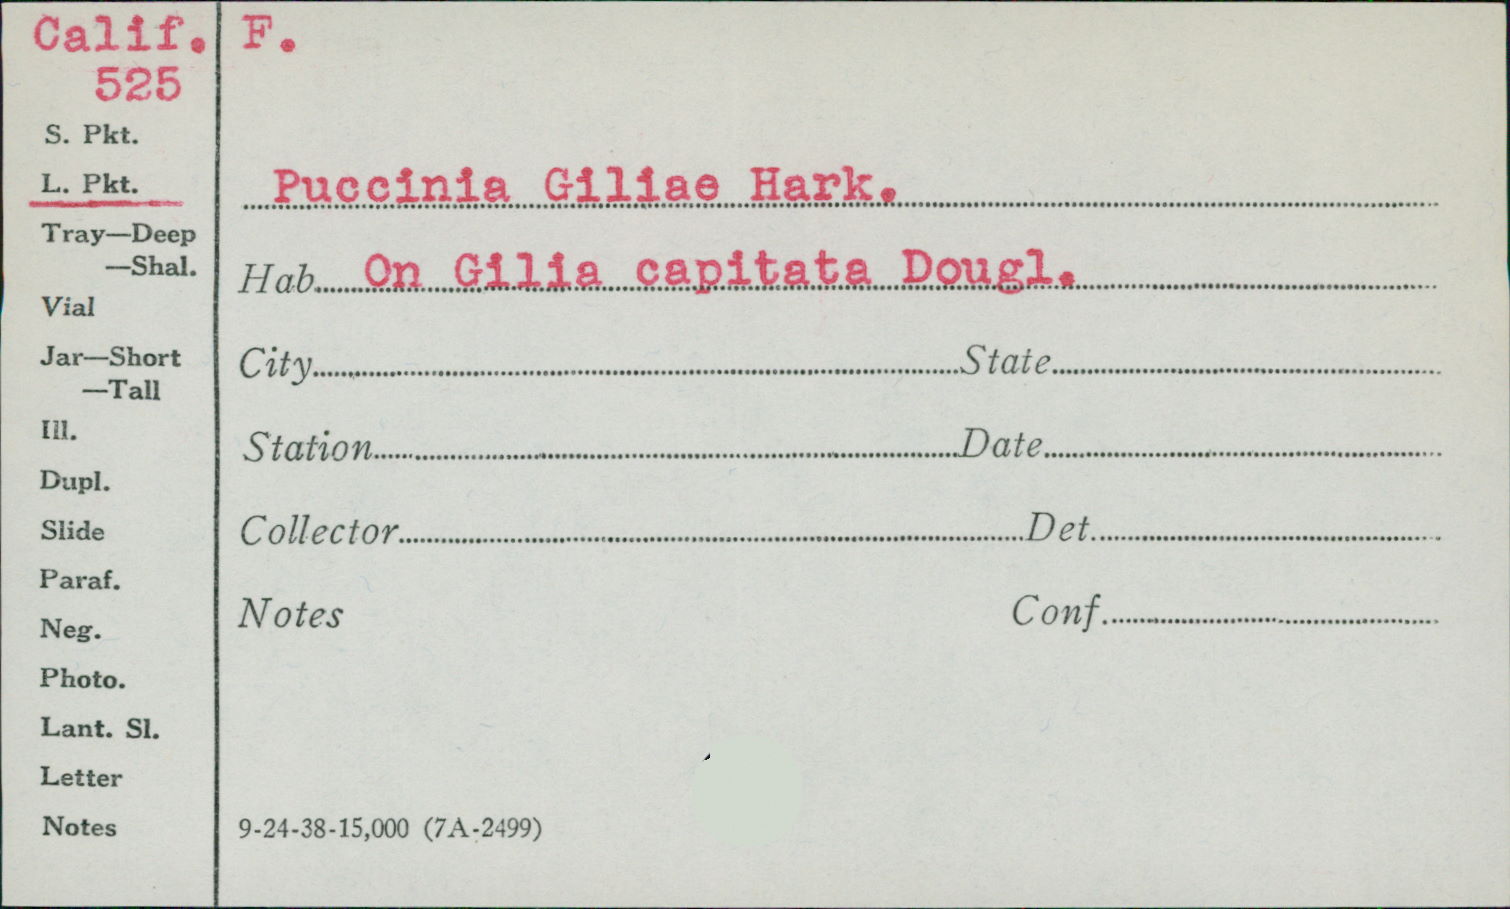 Calif. F.
525
S. Pkt.
L. Pkt.
Puccinia Giliae Hark.
Tray—Deep
—Shal.
Hab. On Gilia capitata Dougl.
Vial
Jar—Short
—Tall
City State
Ill.
Station Date
Dupl.
Slide
Collector Det.
Paraf.
Neg.
Notes Conf.
Photo.
Lant. Sl.
Letter
Notes
9-24-38-15,000 (7A-2499)